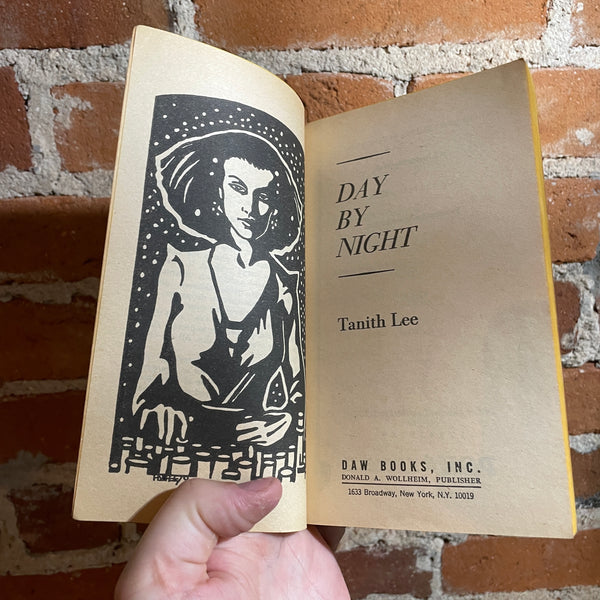 DAY
BY
NIGHT
Tanith Lee
DAW BOOKS, INC.
DONALD A. WOLLHEIM, PUBLISHER
1633 Broadway, New York, N.Y. 10019